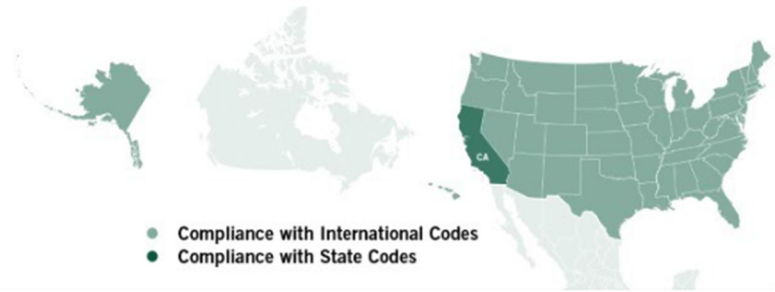 CA
Compliance with International Codes
Compliance with State Codes